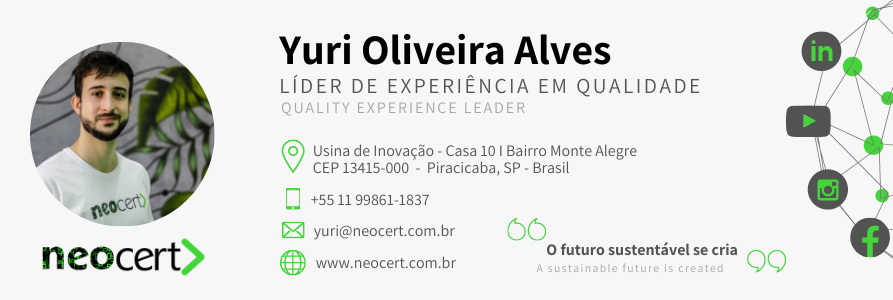 Yuri Oliveira Alves
LÍDER DE EXPERIÊNCIA EM QUALIDADE
QUALITY EXPERIENCE LEADER
Usina de Inovação - Casa 10 I Bairro Monte Alegre
CEP 13415-000 - Piracicaba, SP - Brasil
+55 11 99861-1837
yuri@neocert.com.br
www.neocert.com.br
O futuro sustentável se cria
A sustainable future is created
neocert
neocert
in